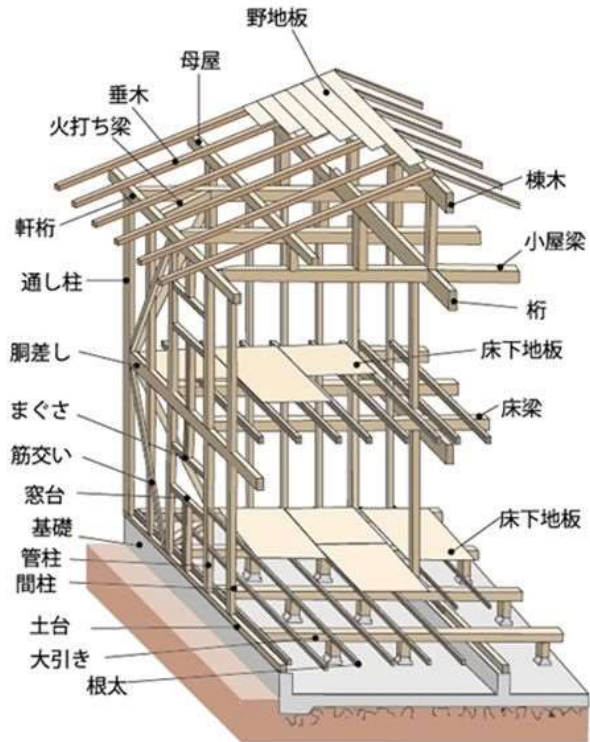 野地板
母屋
垂木
火打ち梁
棟木
軒桁
小屋梁
通し柱
桁
胴差し
床下地板
まぐさ
床梁
筋交い
窓台
床下地板
基礎
管柱
間柱
土台
大引き
根太